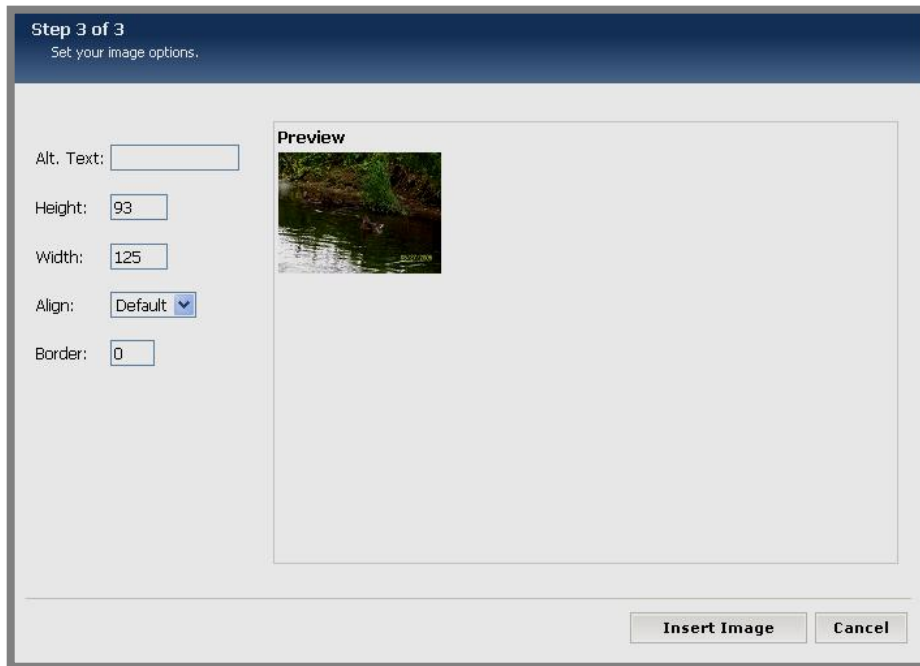 Step 3 of 3
Set your image options.
Preview
Alt. Text:
Height: 93
Width: 125
Align: Default
Border: 0
Insert Image Cancel